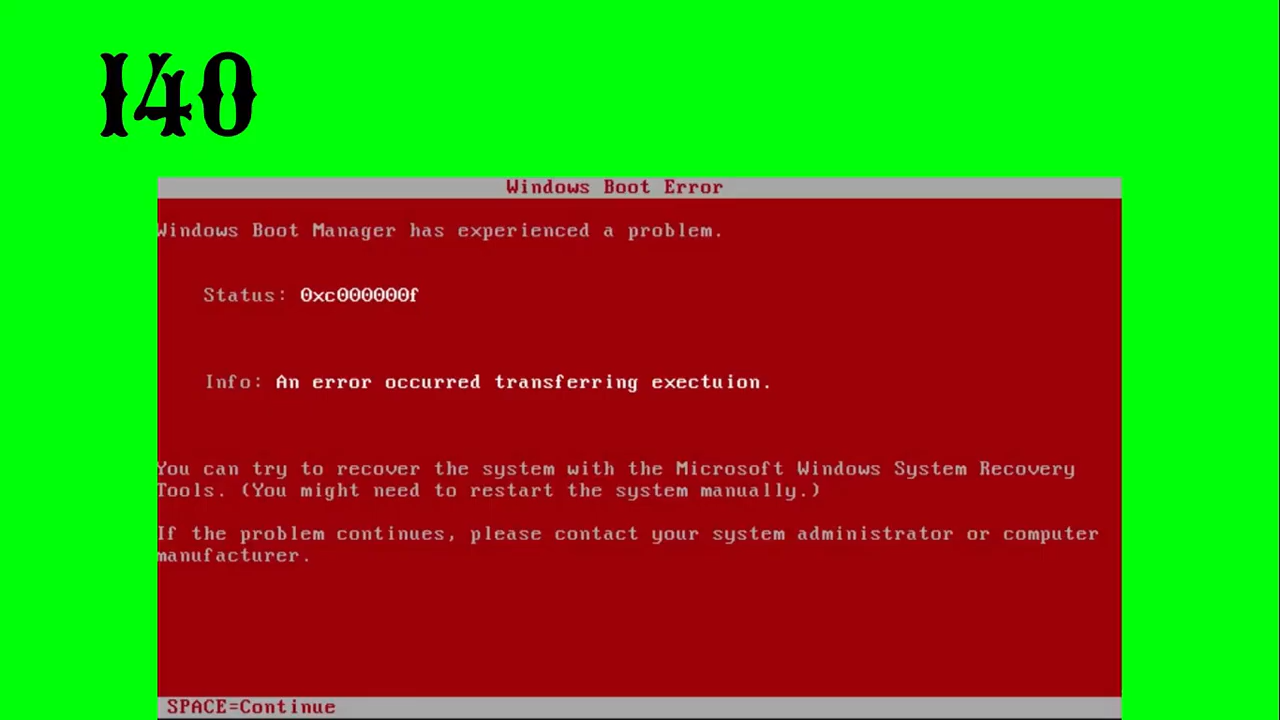 140
Windows Boot Error
Windows Boot Manager has experienced a problem.
Status: 0xc000000f
Info: An error occurred transferring exectuion.
You can try to recover the system with the Microsoft Windows System Recovery
Tools. (You might need to restart the system manually.)
If the problem continues, please contact your system administrator or computer
manufacturer.
SPACE=Continue